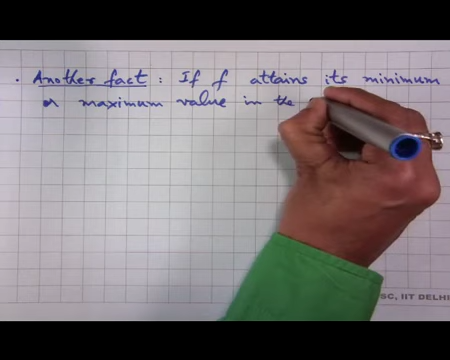 . Another fact : If f attains its minimum
or maximum value in the
SC, IIT DELHI